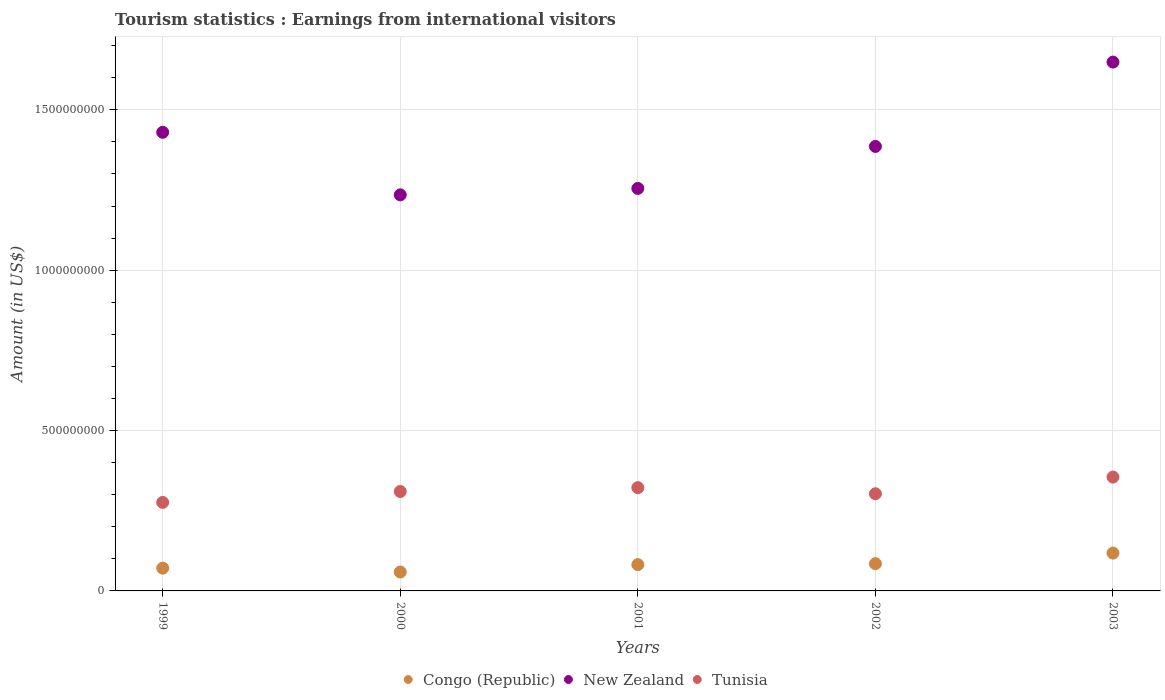 Tourism statistics : Earnings from international visitors
Amount (in US$)
1500000000
1000000000
500000000
0
1999
2000
2001
2002
2003
Years
Congo (Republic)
New Zealand
Tunisia